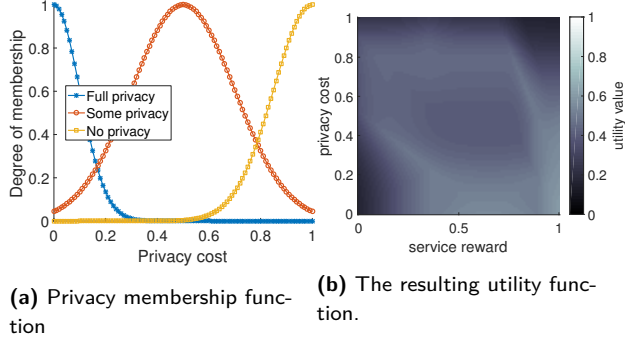 1
0.8
0.6
0.4
0.2
0
Degree of membership
Full privacy
Some privacy
No privacy
0 0.2 0.4 0.6 0.8 1
Privacy cost
(a) Privacy membership func-
tion
1
0.8
0.6
0.4
0.2
0
privacy cost
0 0.5 1
service reward
1
0.8
0.6
0.4
0.2
0
utility value
(b) The resulting utility func-
tion.